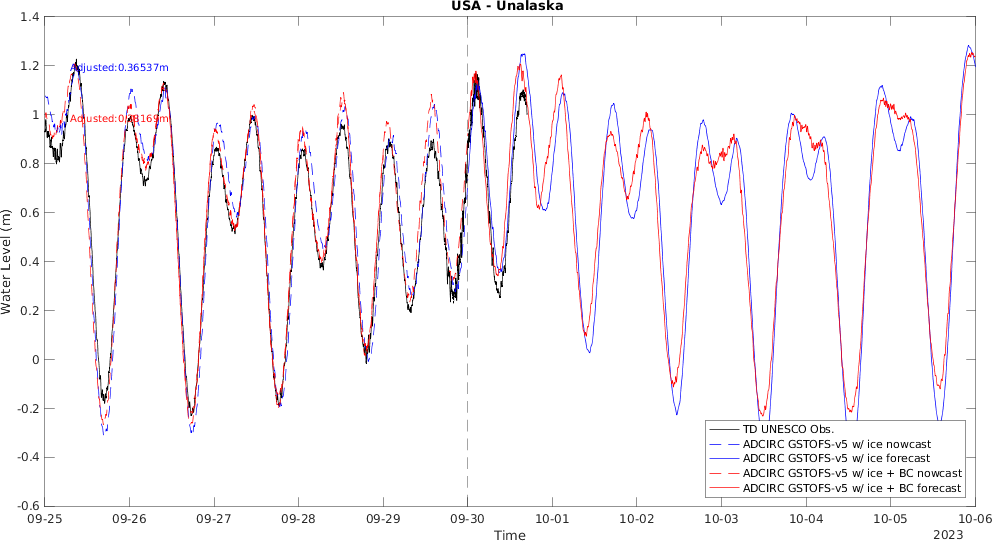 USA - Unalaska
1.4
1.2
1
0.8
0.6
0.4
0.2
0
-0.2
-0.4
-0.6
Water Level (m)
Adjusted:0.36537m
TD UNESCO Obs.
ADCIRC GSTOFS-v5 w/ ice nowcast
ADCIRC GSTOFS-v5 w/ ice forecast
ADCIRC GSTOFS-v5 w/ ice + BC nowcast
ADCIRC GSTOFS-v5 w/ ice + BC forecast
09-25 09-26 09-27 09-28 09-29 09-30 10-01 10-02 10-03 10-04 10-05 10-06
Time
2023